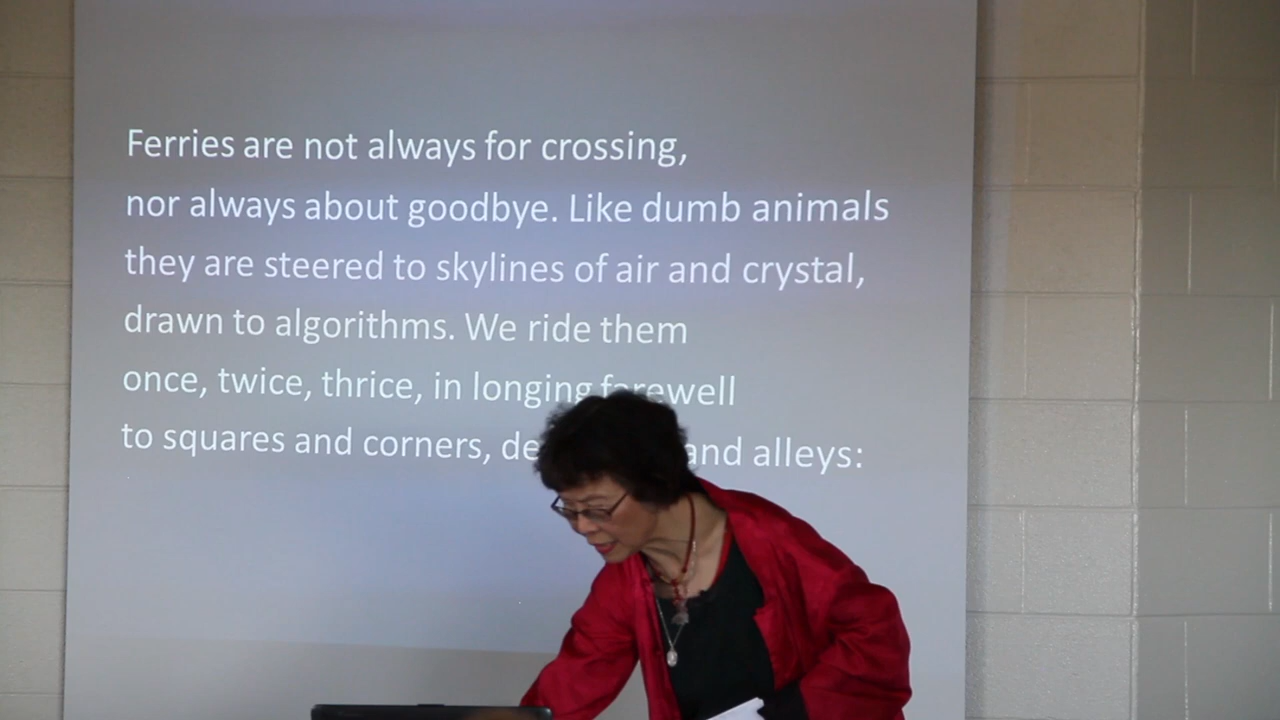 Ferries are not always for crossing,
nor always about goodbye. Like dumb animals
they are steered to skylines of air and crystal,
drawn to algorithms. We ride them
once, twice, thrice, in longing farewell
to squares and corners, and alleys: